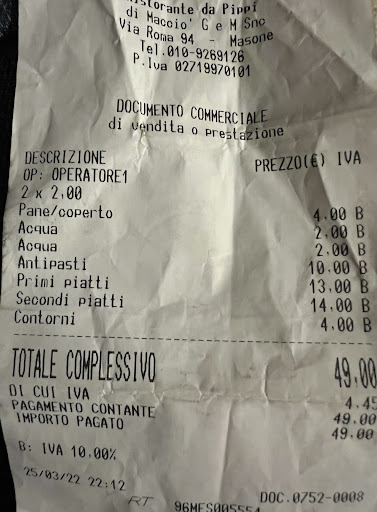 Ristorante da Pippi
di Maccio' G e M Snc
Via Roma 94 - Masone
Tel.010-9269126
P.Iva 02719970101
DOCUMENTO COMMERCIALE
di vendita o prestazione
DESCRIZIONE PREZZO(€) IVA
OP: OPERATORE1
2 x 2,00
Pane/coperto 4,00 B
Acqua 2,00 B
Acqua 2,00 B
Antipasti 10,00 B
Primi piatti 13,00 B
Secondi piatti 14,00 B
Contorni 4,00 B
TOTALE COMPLESSIVO 49,00
DI CUI IVA 4,45
PAGAMENTO CONTANTE 49,00
IMPORTO PAGATO 49,00
B: IVA 10,00%
25/03/22 22:12 DOC.0752-0008
RT 96MFS005554